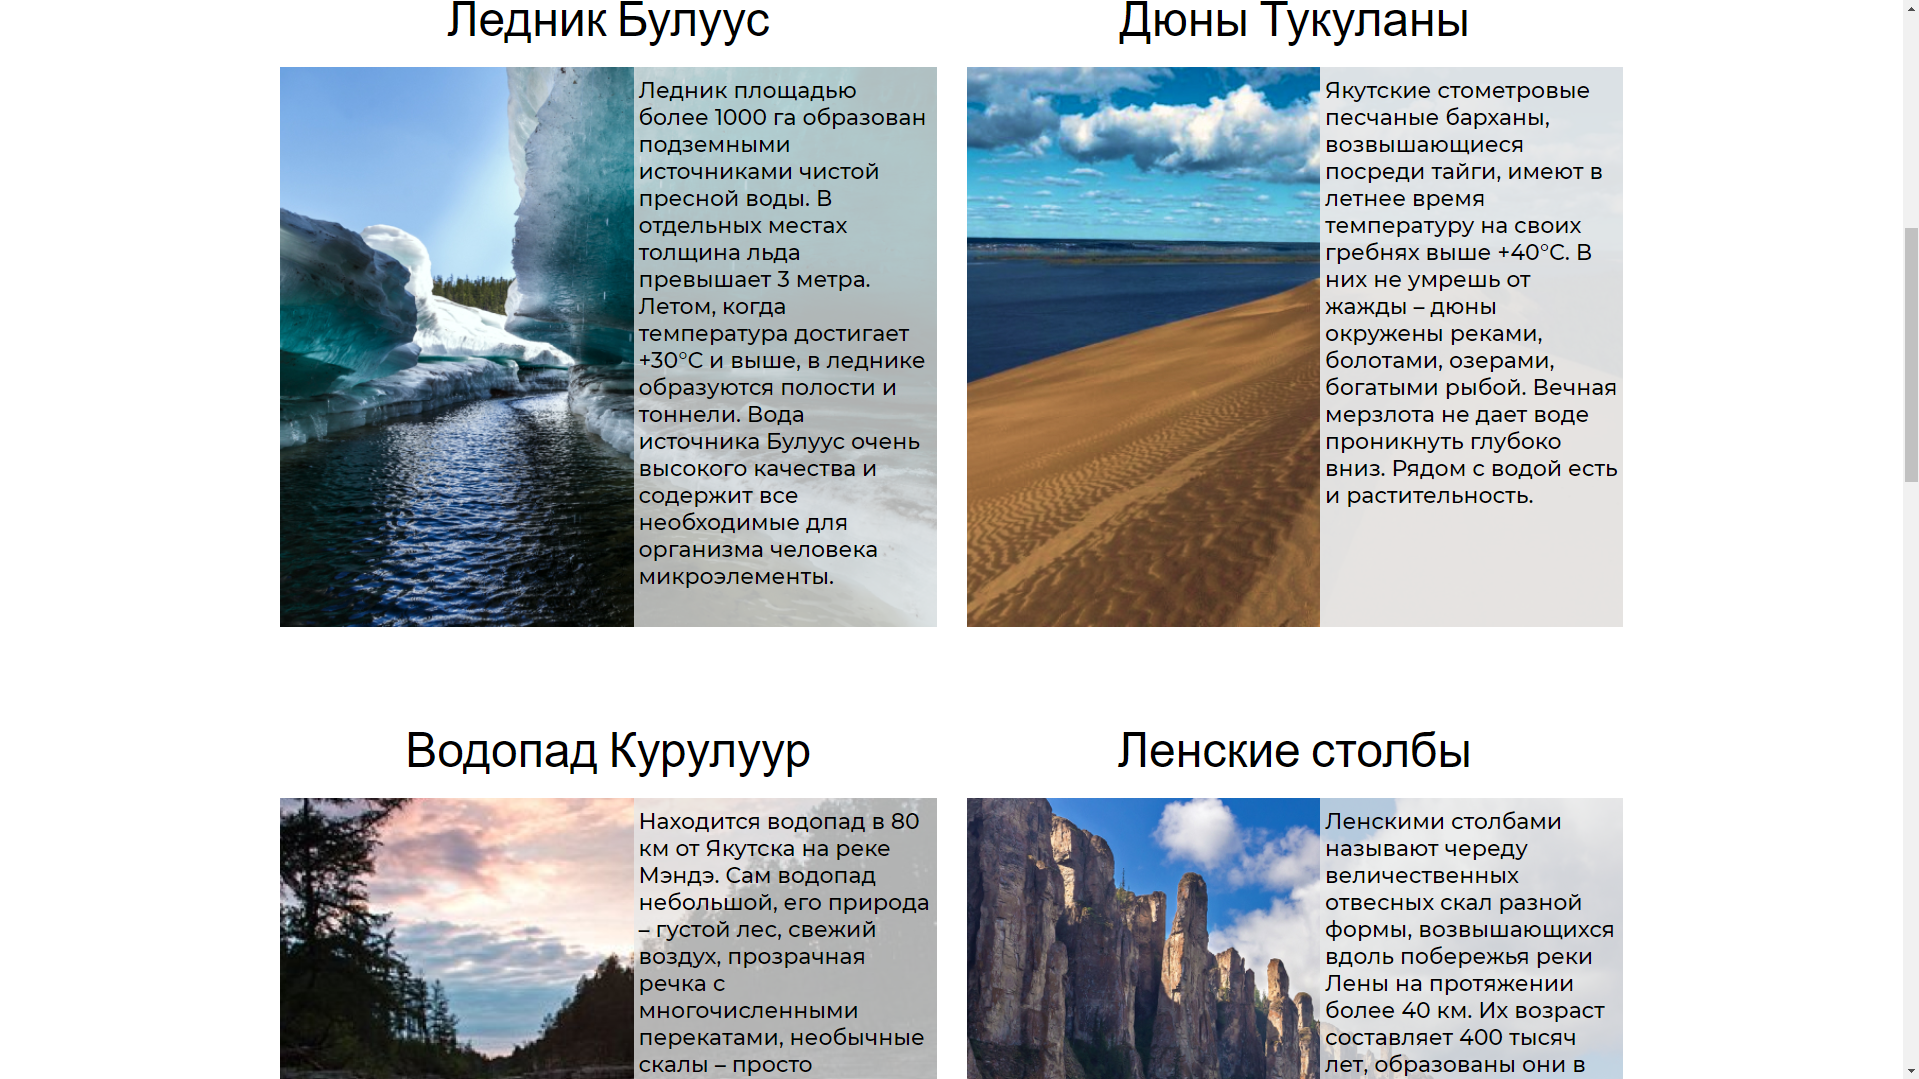 Ледник Булуус
Ледник площадью
более 1000 га образован
подземными
источниками чистой
пресной воды. В
отдельных местах
толщина льда
превышает 3 метра.
Летом, когда
температура достигает
+30°С и выше, в леднике
образуются полости и
тоннели. Вода
источника Булуус очень
высокого качества и
содержит все
необходимые для
организма человека
микроэлементы.
Дюны Тукуланы
Якутские стометровые
песчаные барханы,
возвышающиеся
посреди тайги, имеют в
летнее время
температуру на своих
гребнях выше +40°С. В
них не умрешь от
жажды – дюны
окружены реками,
болотами, озерами,
богатыми рыбой. Вечная
мерзлота не дает воде
проникнуть глубоко
вниз. Рядом с водой есть
и растительность.
Водопад Курулуур
Находится водопад в 80
км от Якутска на реке
Мэндэ. Сам водопад
небольшой, его природа
– густой лес, свежий
воздух, прозрачная
речка с
многочисленными
перекатами, необычные
скалы – просто
Ленские столбы
Ленскими столбами
называют череду
величественных
отвесных скал разной
формы, возвышающихся
вдоль побережья реки
Лены на протяжении
более 40 км. Их возраст
составляет 400 тысяч
лет, образованы они в